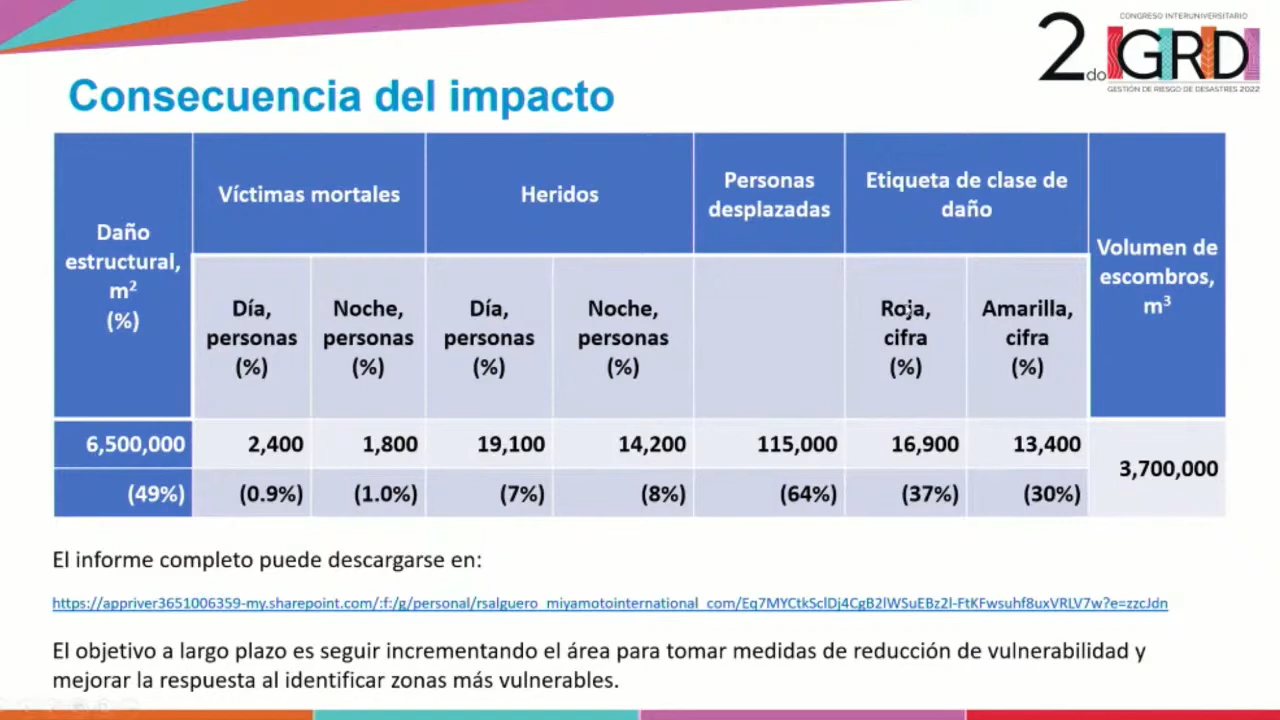 CONGRESO INTERUNIVERSITARIO
2do GRD
GESTIÓN DE RIESGO DE DESASTRES 2022
Consecuencia del impacto
Daño
estructural,
m²
(%)
Víctimas mortales
Heridos
Personas
desplazadas
Etiqueta de clase de
daño
Volumen de
escombros,
m³
Día,
personas
(%)
Noche,
personas
(%)
Día,
personas
(%)
Noche,
personas
(%)
Roja,
cifra
(%)
Amarilla,
cifra
(%)
6,500,000 2,400 1,800 19,100 14,200 115,000 16,900 13,400
3,700,000
(49%) (0.9%) (1.0%) (7%) (8%) (64%) (37%) (30%)
El informe completo puede descargarse en:
https://appriver3651006359-my.sharepoint.com/:f:/g/personal/rsalguero_miyamotointernational_com/Eq7MYCtkSclDj4CgB2lWSuEBz2l-FtKFwsuhf8uxVRLV7w?e=zzcJdn
El objetivo a largo plazo es seguir incrementando el área para tomar medidas de reducción de vulnerabilidad y
mejorar la respuesta al identificar zonas más vulnerables.